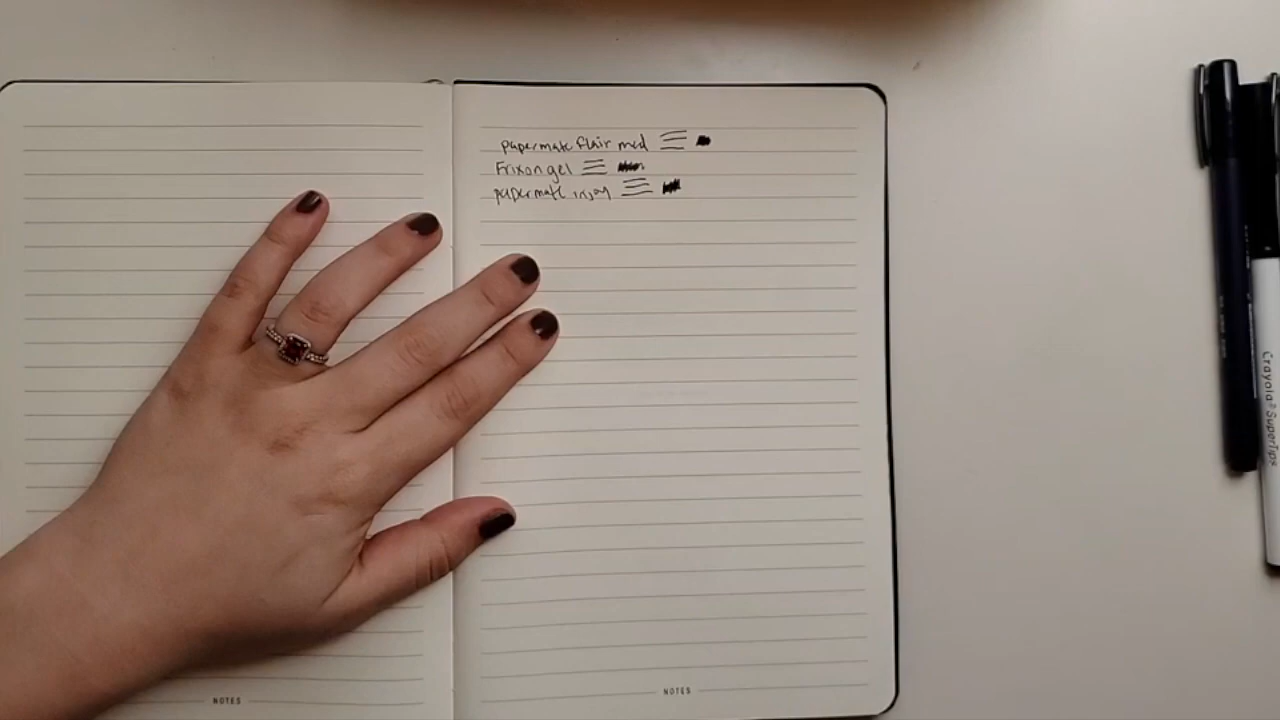 papermate flair med
Frixon gel
papermate injoy
NOTES
NOTES
Crayola SuperTips